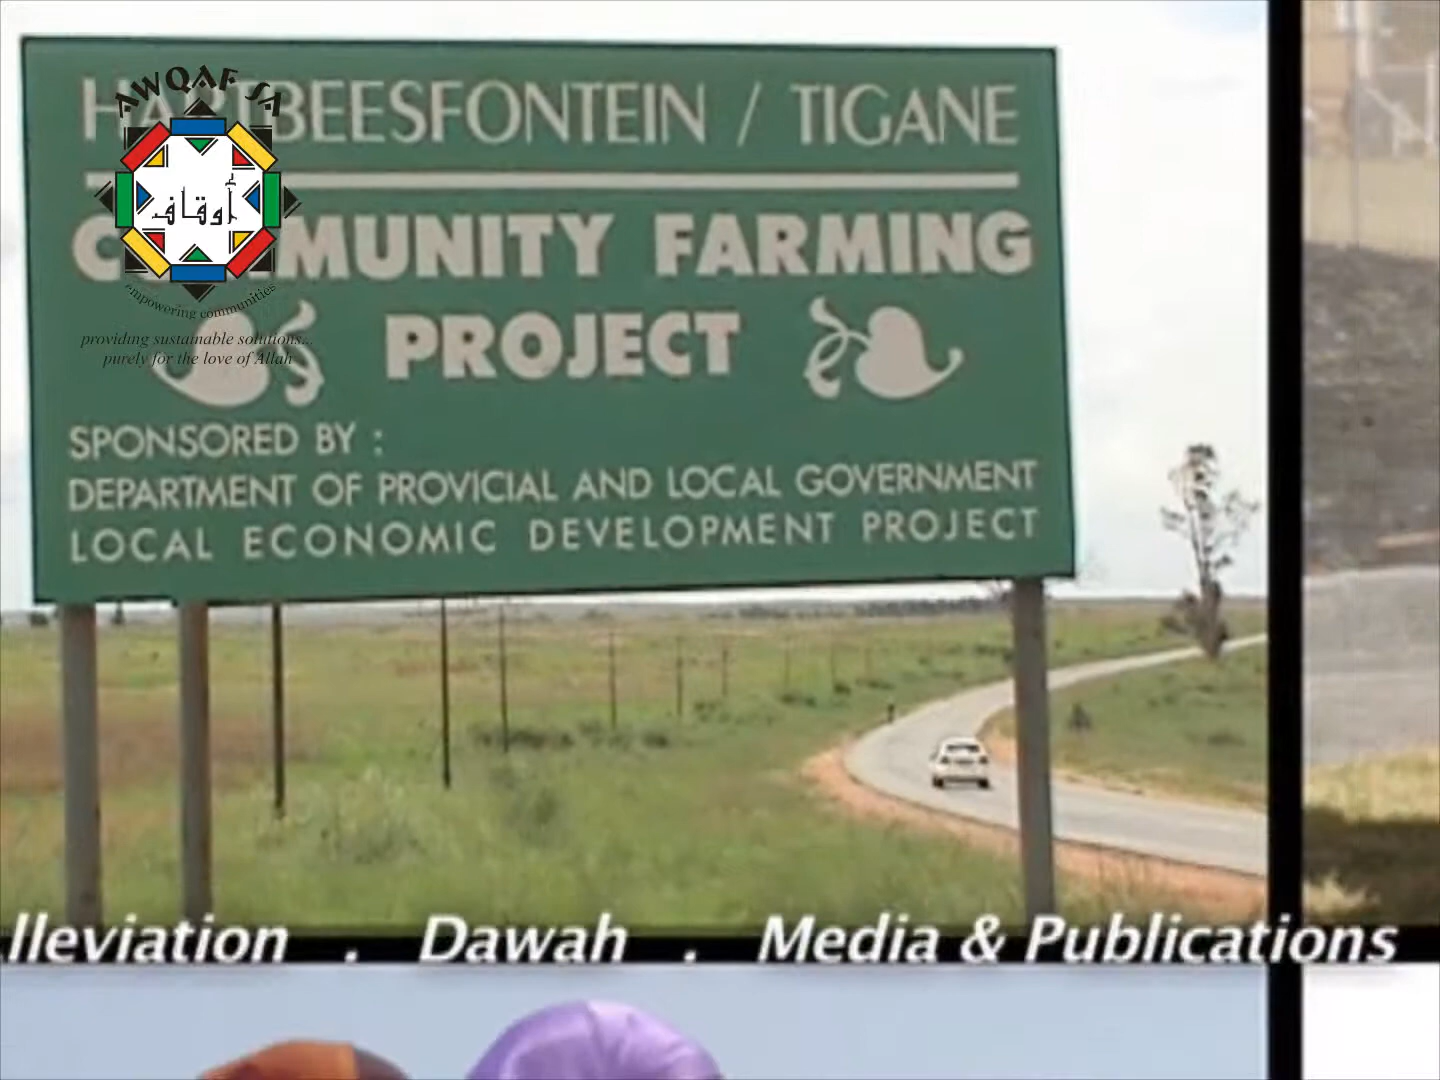 AWQAF SA
أوقاف
empowering communities
providing sustainable solutions...
purely for the love of Allah
HARTBEESFONTEIN / TIGANE
COMMUNITY FARMING
PROJECT
SPONSORED BY :
DEPARTMENT OF PROVICIAL AND LOCAL GOVERNMENT
LOCAL ECONOMIC DEVELOPMENT PROJECT
lleviation . Dawah . Media & Publications